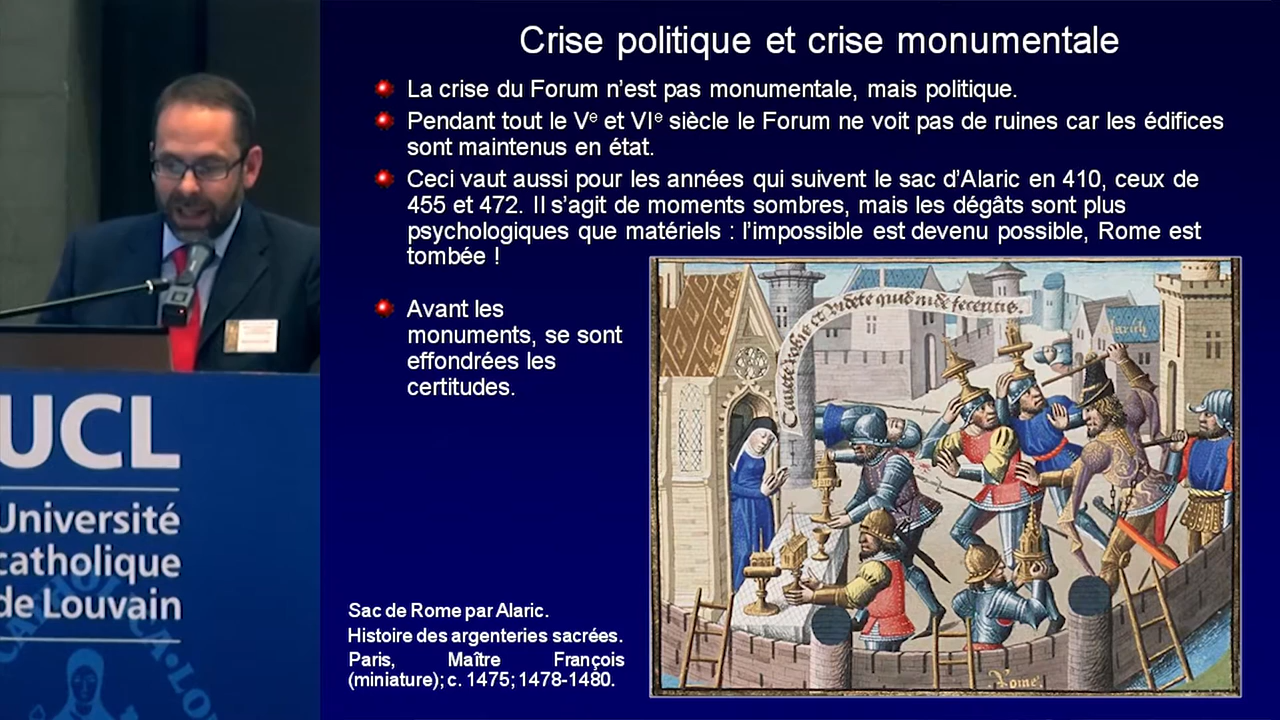 Crise politique et crise monumentale
La crise du Forum n’est pas monumentale, mais politique.
Pendant tout le Vᵉ et VIᵉ siècle le Forum ne voit pas de ruines car les édifices
sont maintenus en état.
Ceci vaut aussi pour les années qui suivent le sac d’Alaric en 410, ceux de
455 et 472. Il s’agit de moments sombres, mais les dégâts sont plus
psychologiques que matériels : l’impossible est devenu possible, Rome est
tombée !
Avant les
monuments, se sont
effondrées les
certitudes.
Sac de Rome par Alaric.
Histoire des argenteries sacrées.
Paris, Maître François
(miniature); c. 1475; 1478-1480.
Alarich
Rome
UCL
Université
catholique
de Louvain